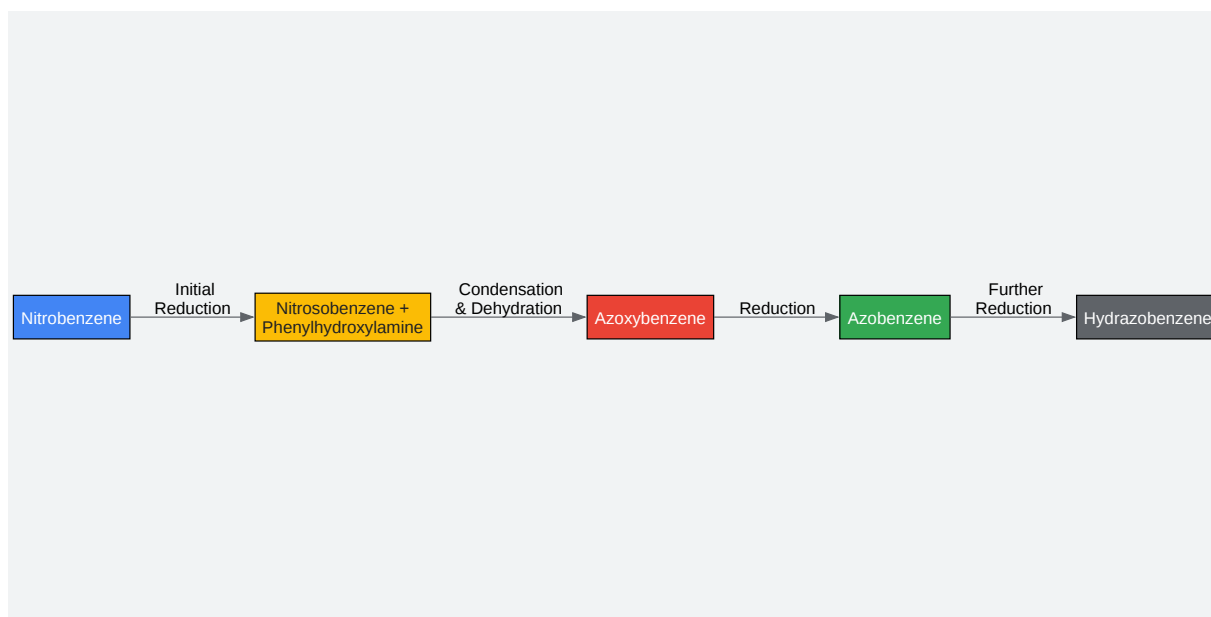 Nitrobenzene
Initial
Reduction
Nitrosobenzene +
Phenylhydroxylamine
Condensation
& Dehydration
Azoxybenzene
Reduction
Azobenzene
Further
Reduction
Hydrazobenzene